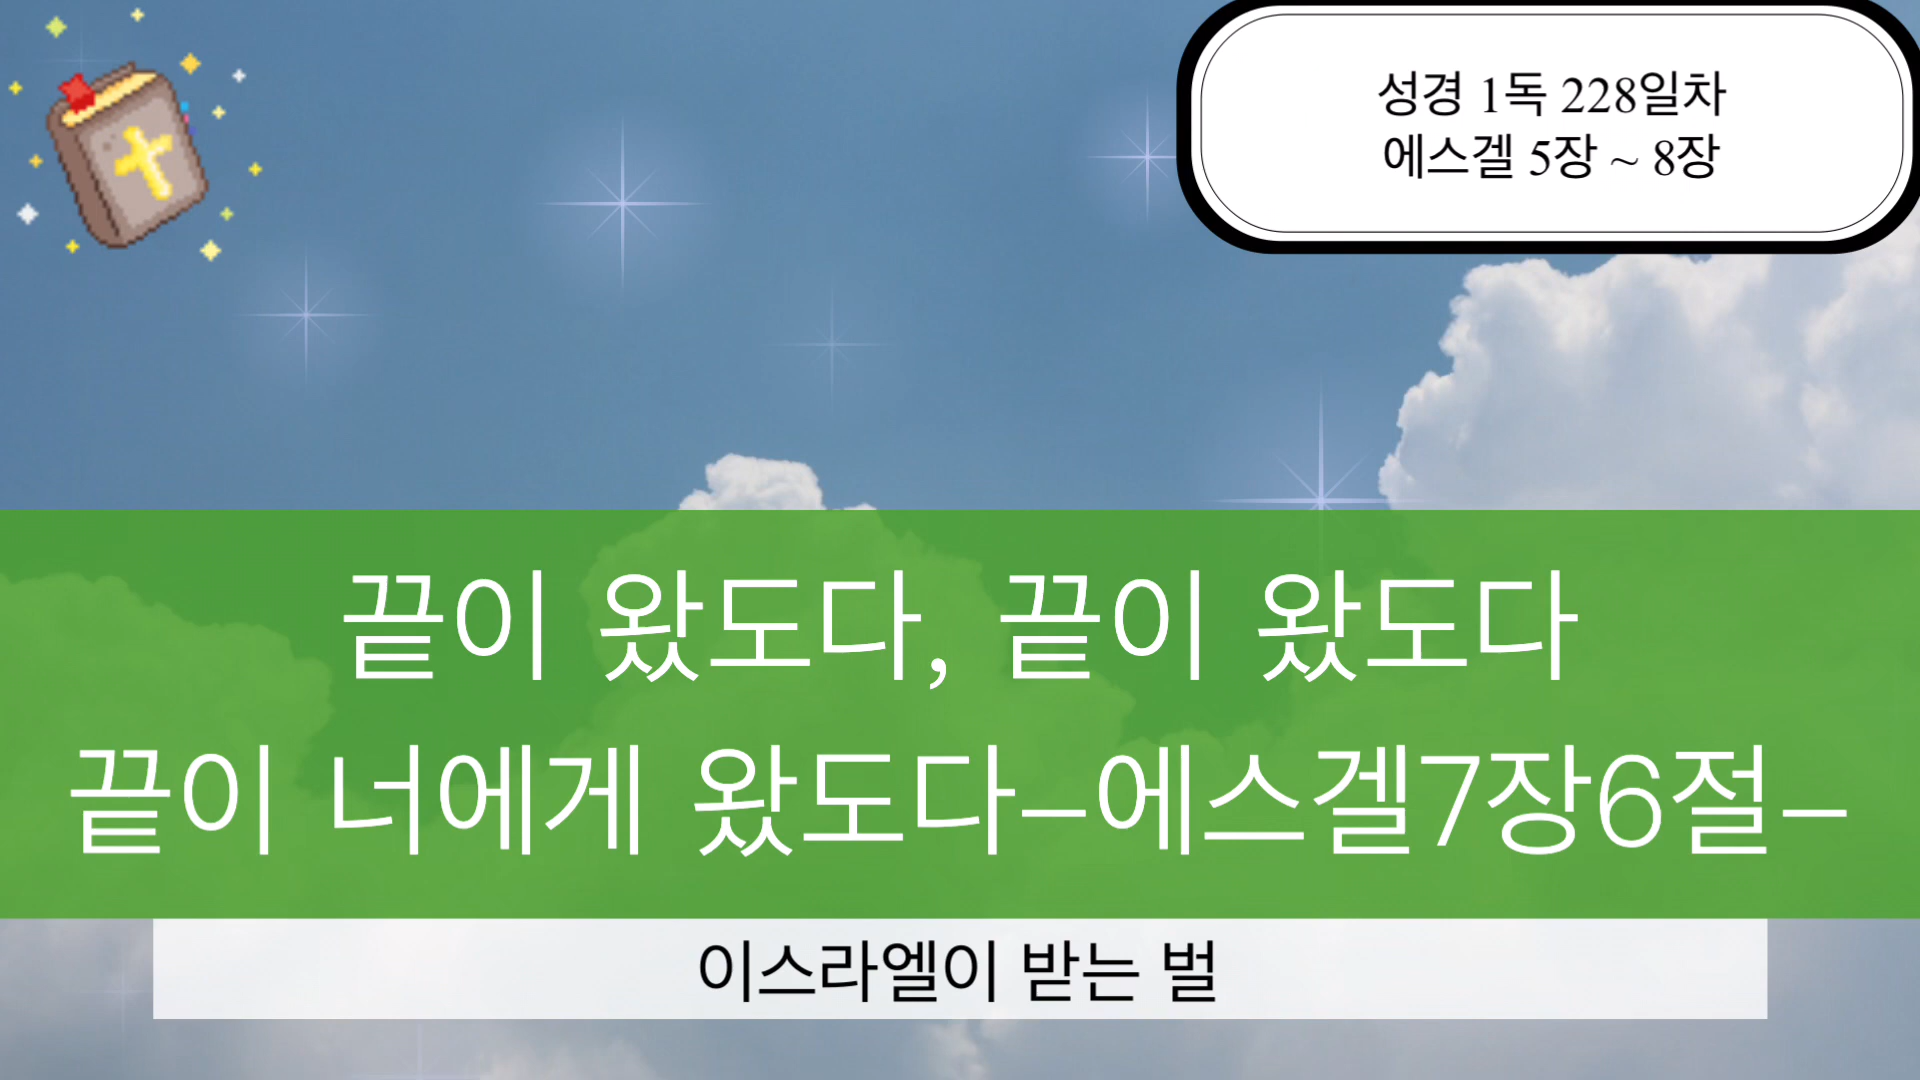 성경 1독 228일차
에스겔 5장 ~ 8장
끝이 왔도다, 끝이 왔도다
끝이 너에게 왔도다–에스겔7장6절–
이스라엘이 받는 벌